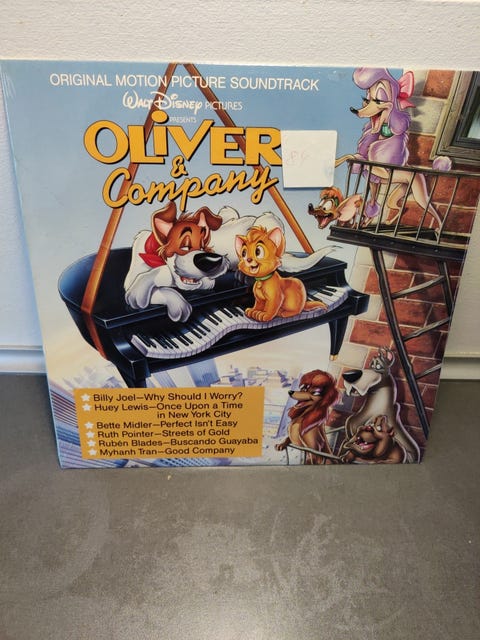 ORIGINAL MOTION PICTURE SOUNDTRACK
WALT DISNEY PICTURES
PRESENTS
OLIVER
& Company
★ Billy Joel—Why Should I Worry?
★ Huey Lewis—Once Upon a Time
in New York City
★ Bette Midler—Perfect Isn't Easy
★ Ruth Pointer—Streets of Gold
★ Rubén Blades—Buscando Guayaba
★ Myhanh Tran—Good Company